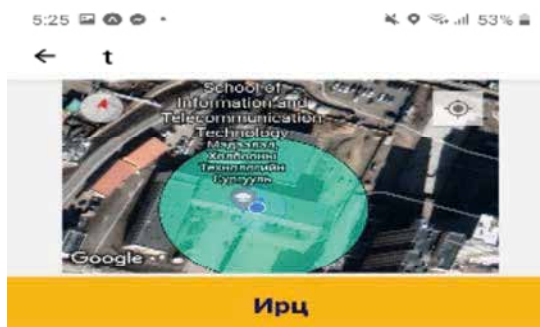 5:25
53%
← t
School of
Information and
Telecommunication
Technology
Мэдээлэл,
Холбооны
Технологийн
Сургууль
Google
Ирц